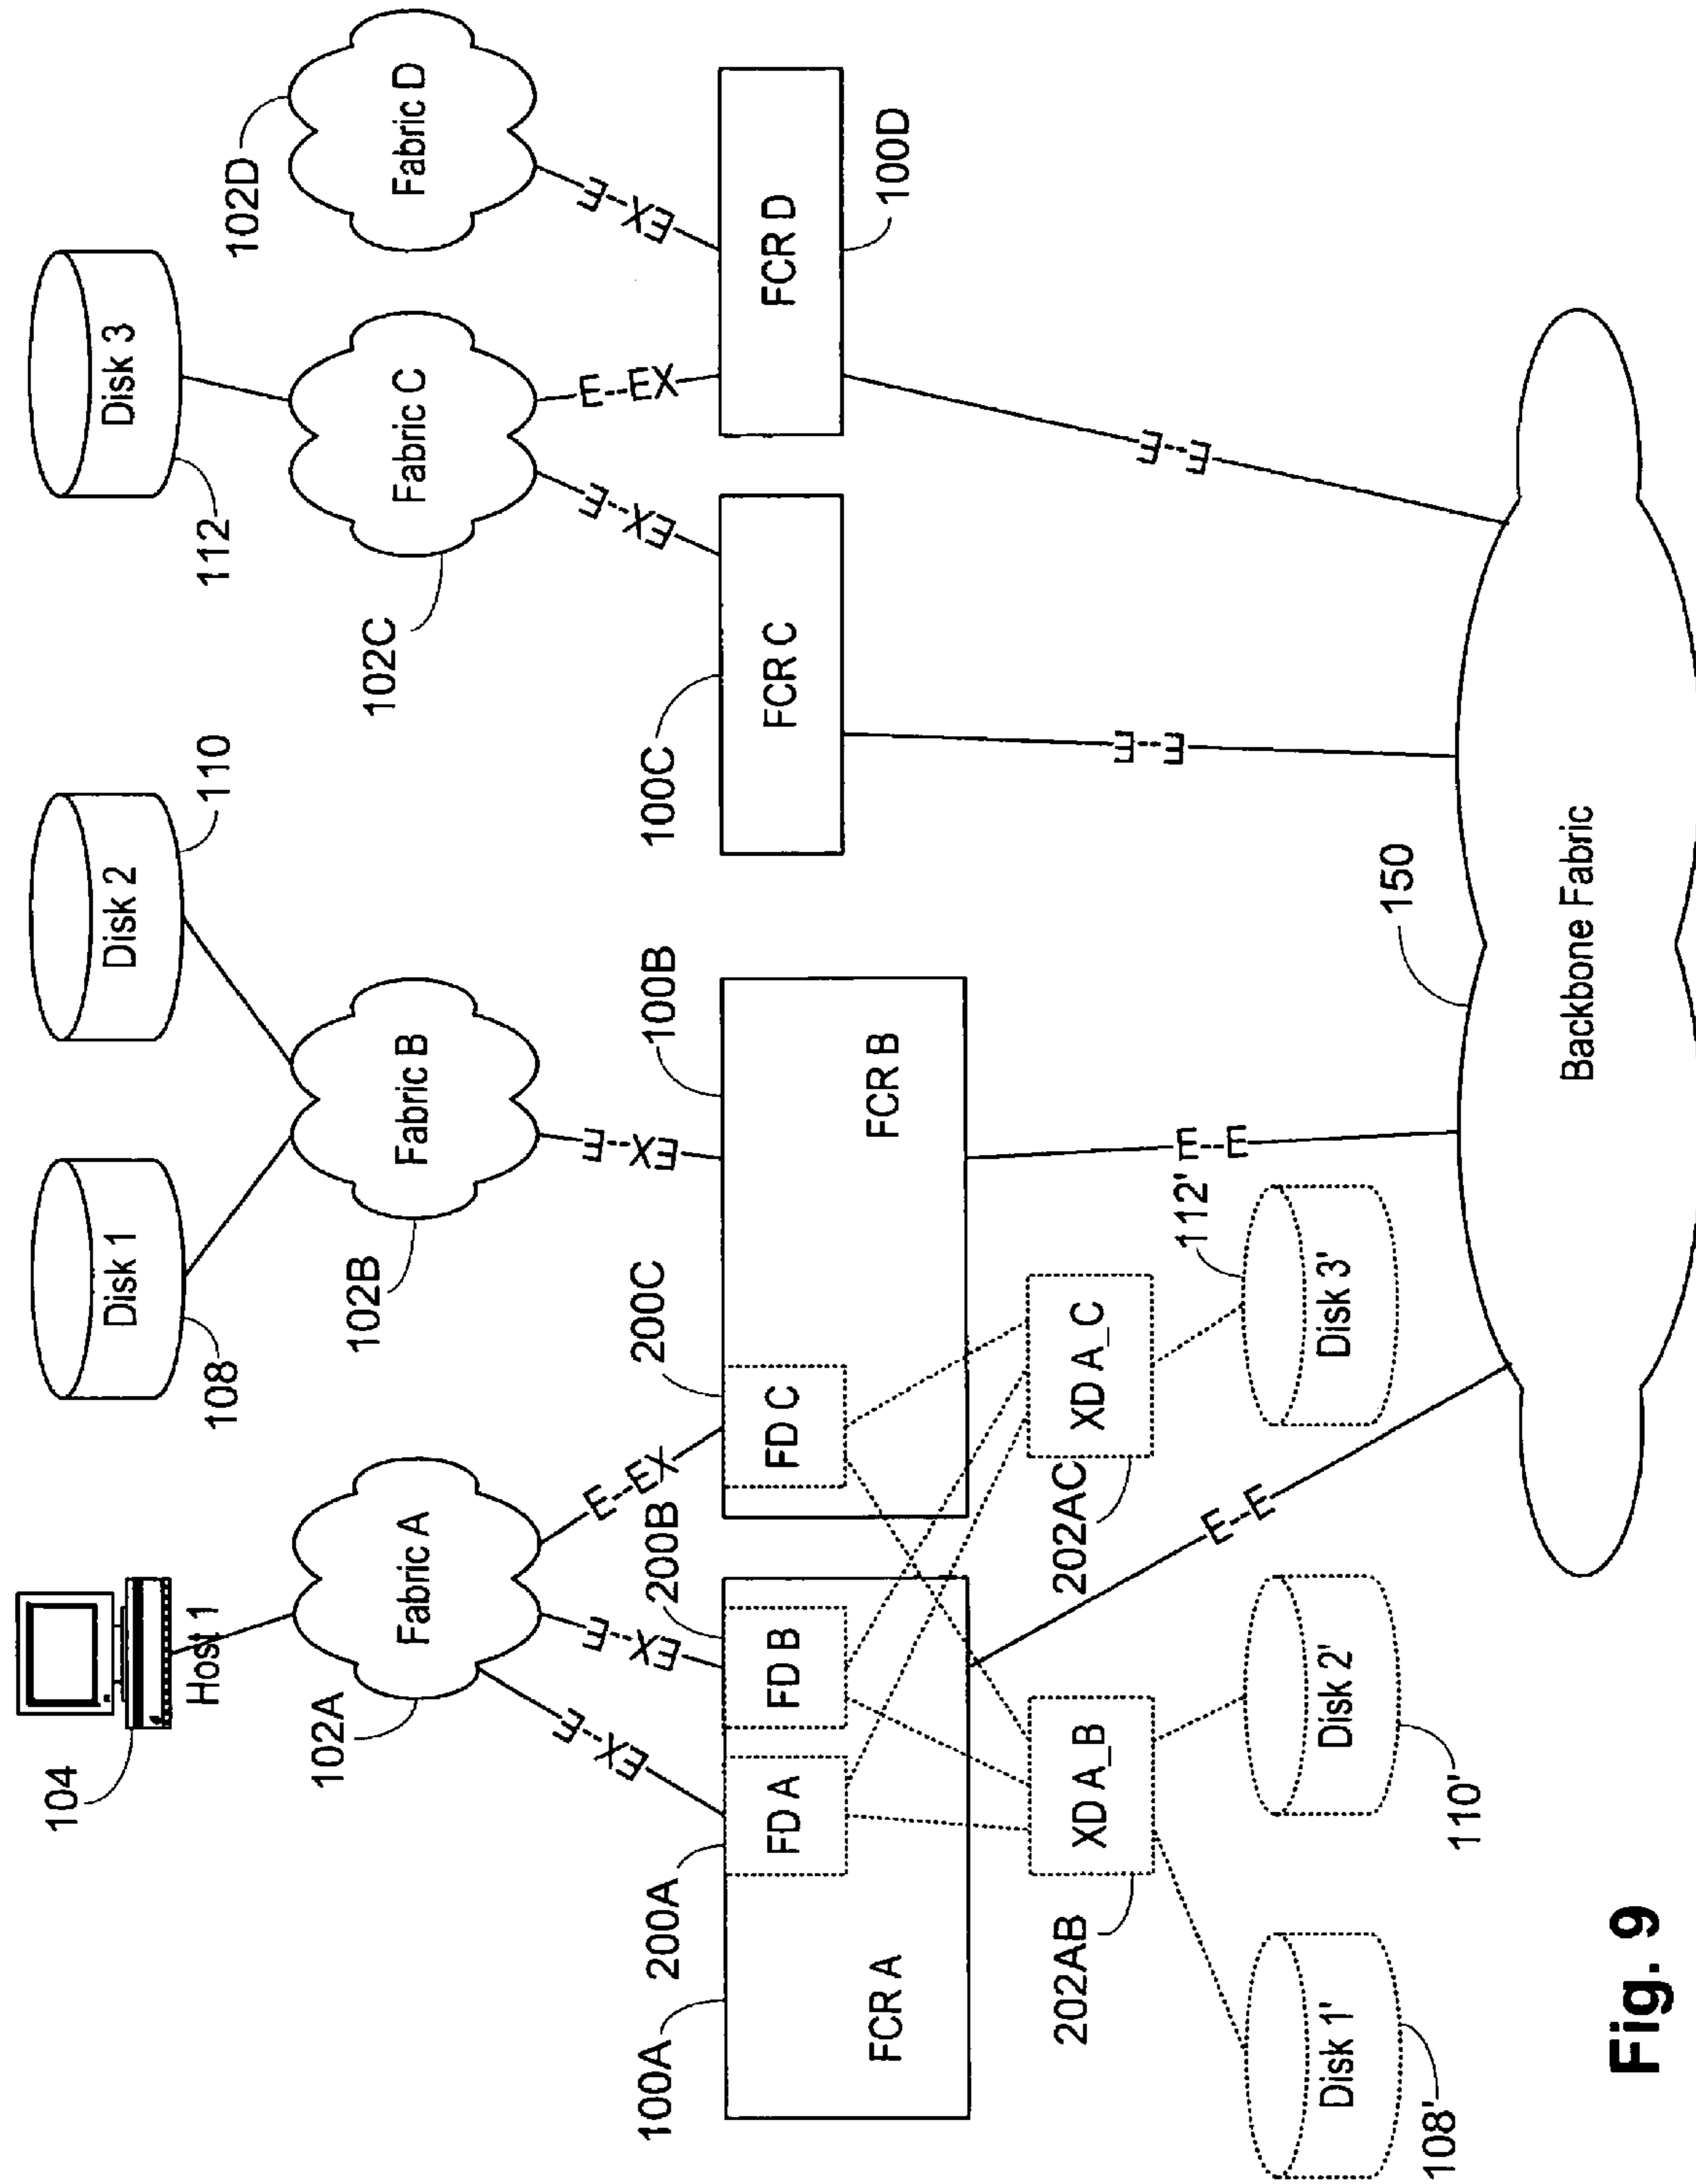 104
Host 1
Disk 1
108
Disk 2
110
Disk 3
112
102A
Fabric A
102B
Fabric B
102C
Fabric C
102D
Fabric D
E--EX
E--EX
E--EX
E--EX
E--EX
E--EX
E--EX
100A
200A
200B
200C
100B
100C
100D
FD A
FD B
FD C
FCR A
FCR B
FCR C
FCR D
202AB
XD A_B
202AC
XD A_C
112'
E--E
E--E
E--E
E--E
Disk 1'
108'
Disk 2'
110'
Disk 3'
150
Backbone Fabric
Fig. 9